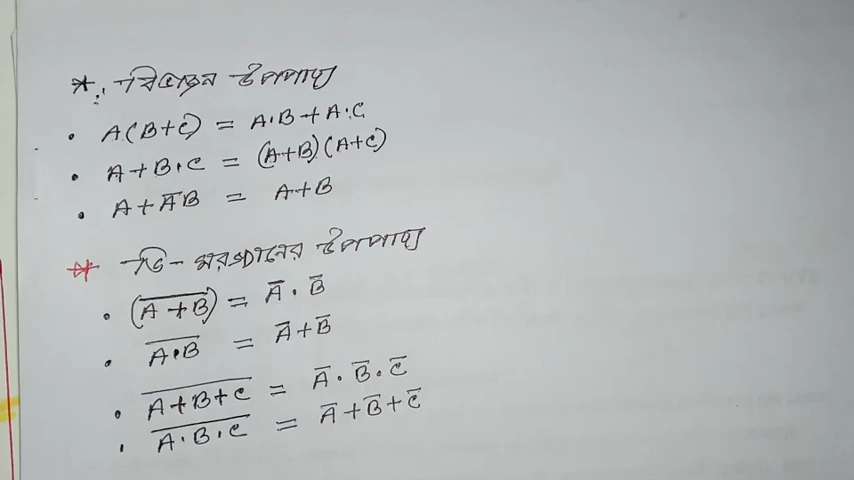 * বিভাজন উপপাদ্য
• A(B+C) = A·B + A·C
• A + B·C = (A+B)(A+C)
• A + A̅B = A+B
* ডি-মরগ্যানের উপপাদ্য
• (A̅ ̅+̅ ̅B̅) = A̅ · B̅
• A̅·̅B̅ = A̅ + B̅
• A̅+̅B̅+̅C̅ = A̅ · B̅ · C̅
• A̅·̅B̅·̅C̅ = A̅ + B̅ + C̅